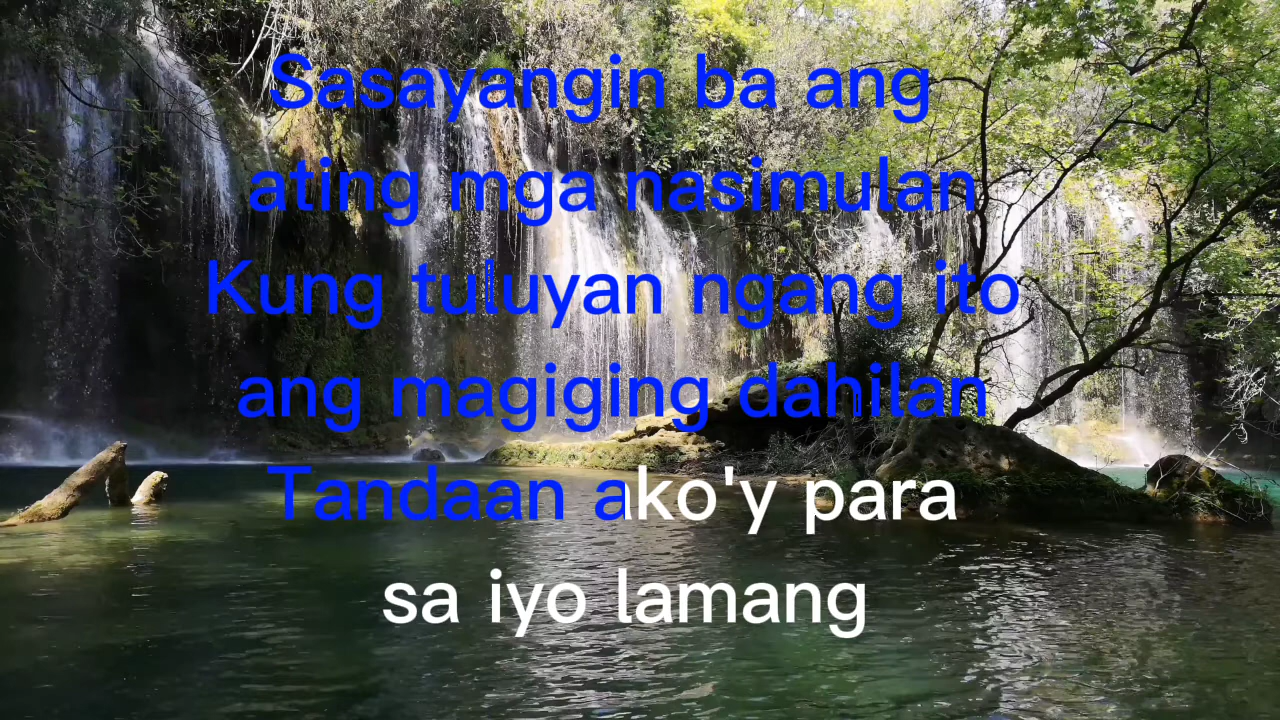 Sasayangin ba ang
ating mga nasimulan
Kung tuluyan ngang ito
ang magiging dahilan
Tandaan ako'y para
sa iyo lamang